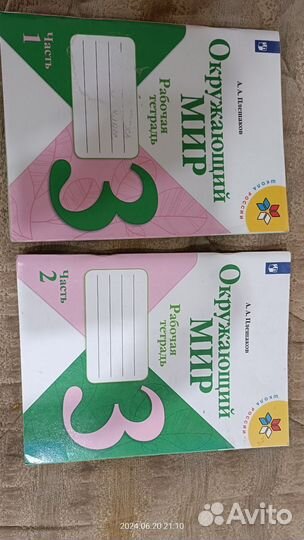 А. А. Плешаков
Окружающий
МИР
Рабочая
тетрадь
3
Часть 1
ШКОЛА РОССИИ
А. А. Плешаков
Окружающий
МИР
Рабочая
тетрадь
3
Часть 2
ШКОЛА РОССИИ
2024.06.20 21:10
Avito